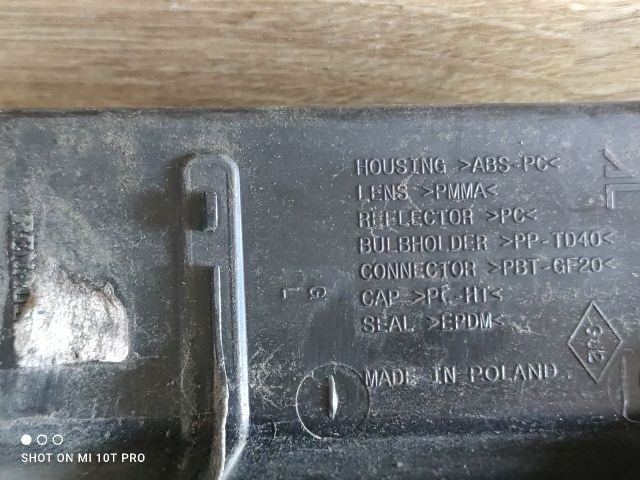 HOUSING >ABS-PC<
LENS >PMMA<
REFLECTOR >PC<
BULBHOLDER >PP-TD40<
CONNECTOR >PBT-GF20<
CAP >PC-HT<
SEAL >EPDM<
MADE IN POLAND
G
L
SHOT ON MI 10T PRO